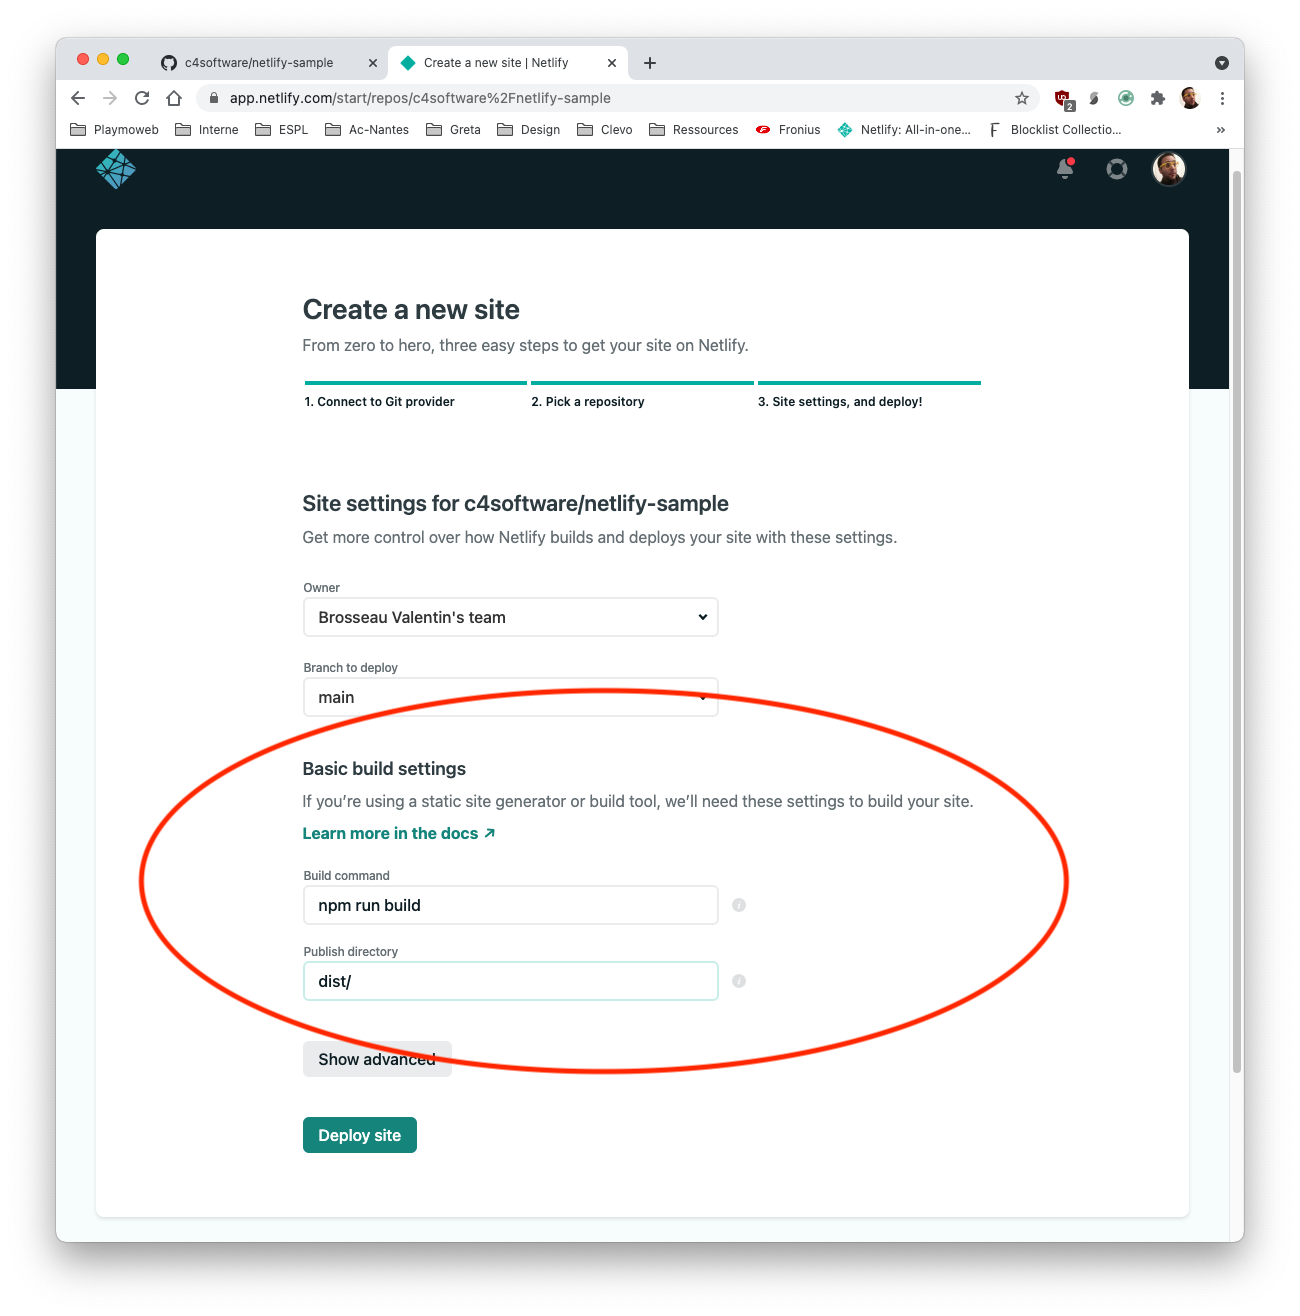 c4software/netlify-sample
Create a new site | Netlify
app.netlify.com/start/repos/c4software%2Fnetlify-sample
2
Playmoweb Interne ESPL Ac-Nantes Greta Design Clevo Ressources Fronius Netlify: All-in-one... Blocklist Collectio... »
Create a new site
From zero to hero, three easy steps to get your site on Netlify.
1. Connect to Git provider
2. Pick a repository
3. Site settings, and deploy!
Site settings for c4software/netlify-sample
Get more control over how Netlify builds and deploys your site with these settings.
Owner
Brosseau Valentin's team
Branch to deploy
main
Basic build settings
If you’re using a static site generator or build tool, we’ll need these settings to build your site.
Learn more in the docs ↗
Build command
npm run build
Publish directory
dist/
Show advanced
Deploy site